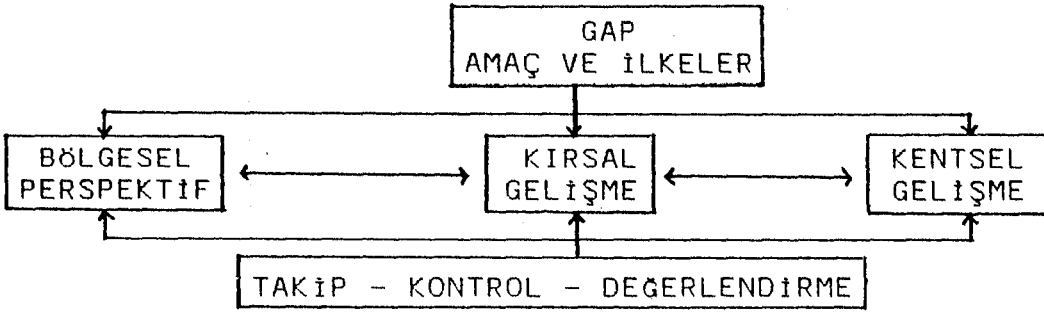 GAP
AMAÇ VE İLKELER
BÖLGESEL
PERSPEKTİF
KIRSAL
GELİŞME
KENTSEL
GELİŞME
TAKİP - KONTROL - DEĞERLENDİRME